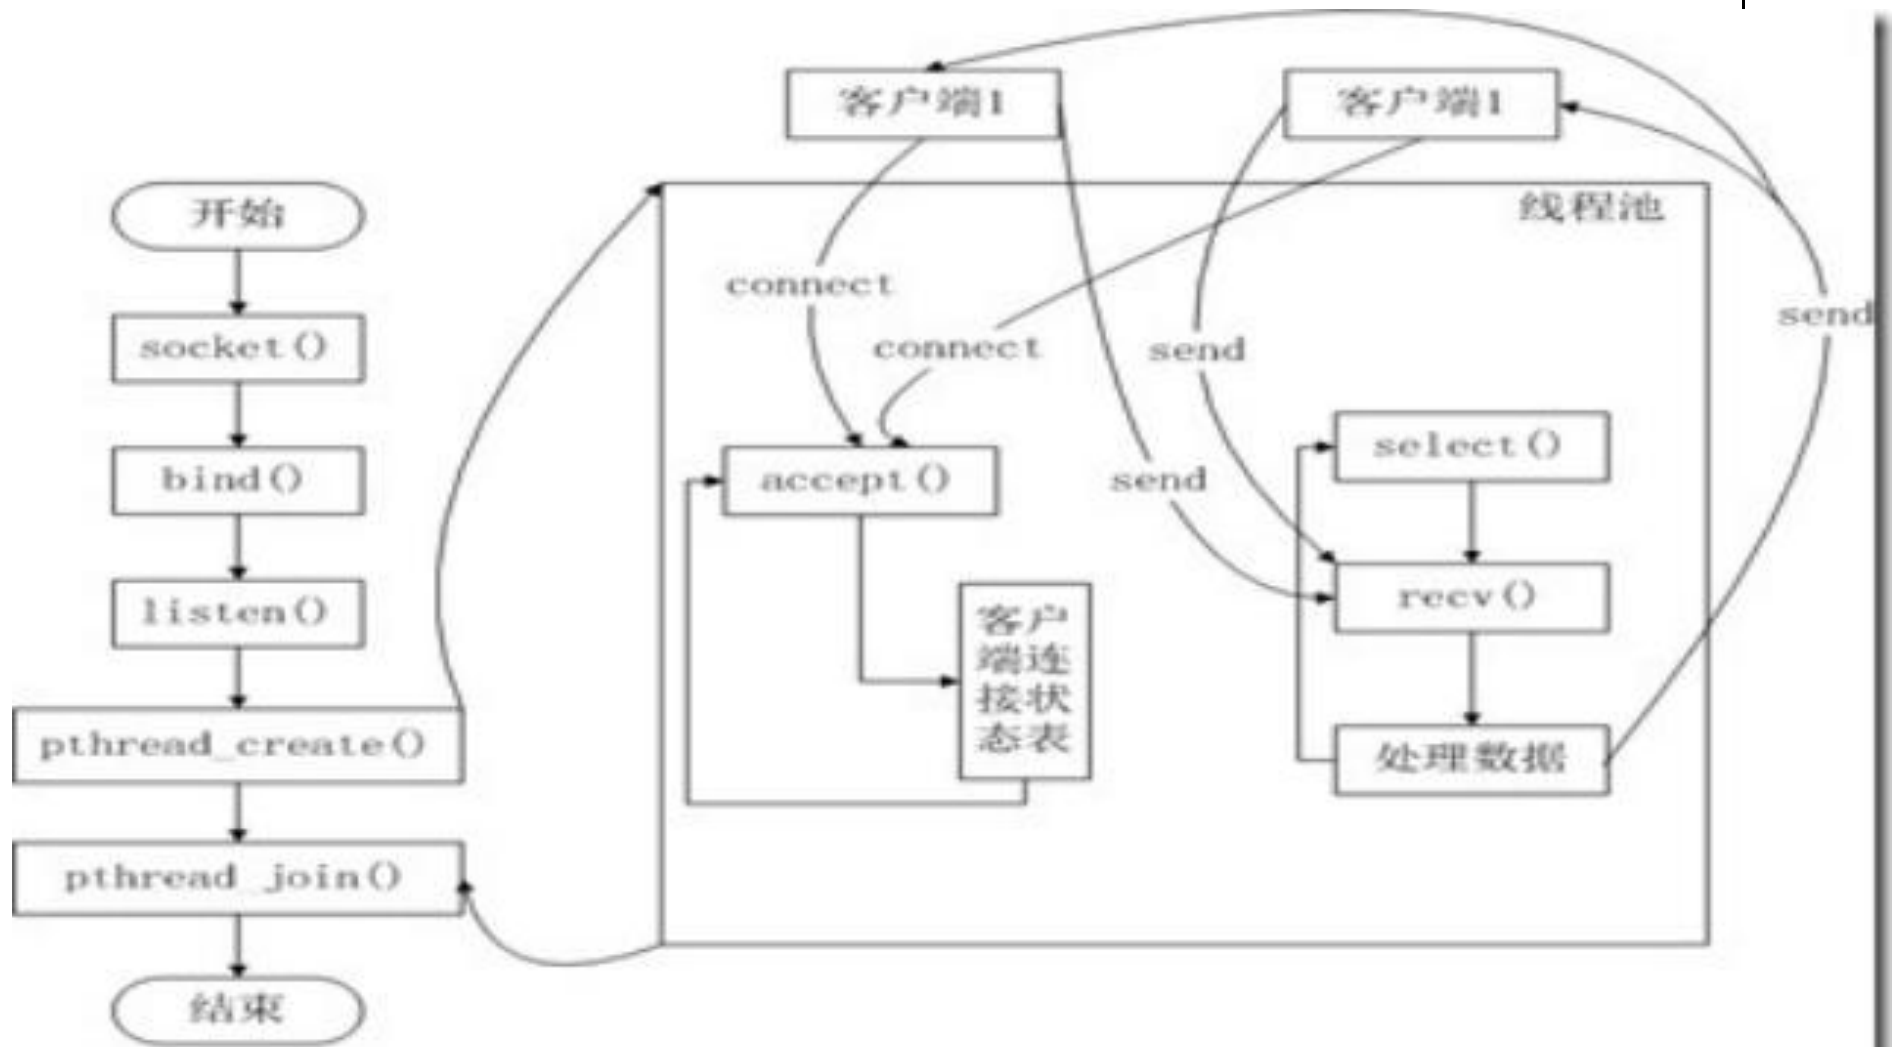 客户端1
客户端1
开始
socket()
bind()
listen()
pthread_create()
pthread_join()
结束
线程池
connect
connect
send
send
send
accept()
客户
端连
接状
态表
select()
recv()
处理数据